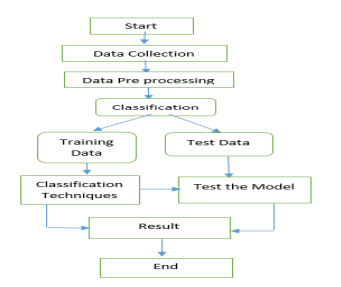 Start
Data Collection
Data Pre processing
Classification
Training
Data
Test Data
Classification
Techniques
Test the Model
Result
End